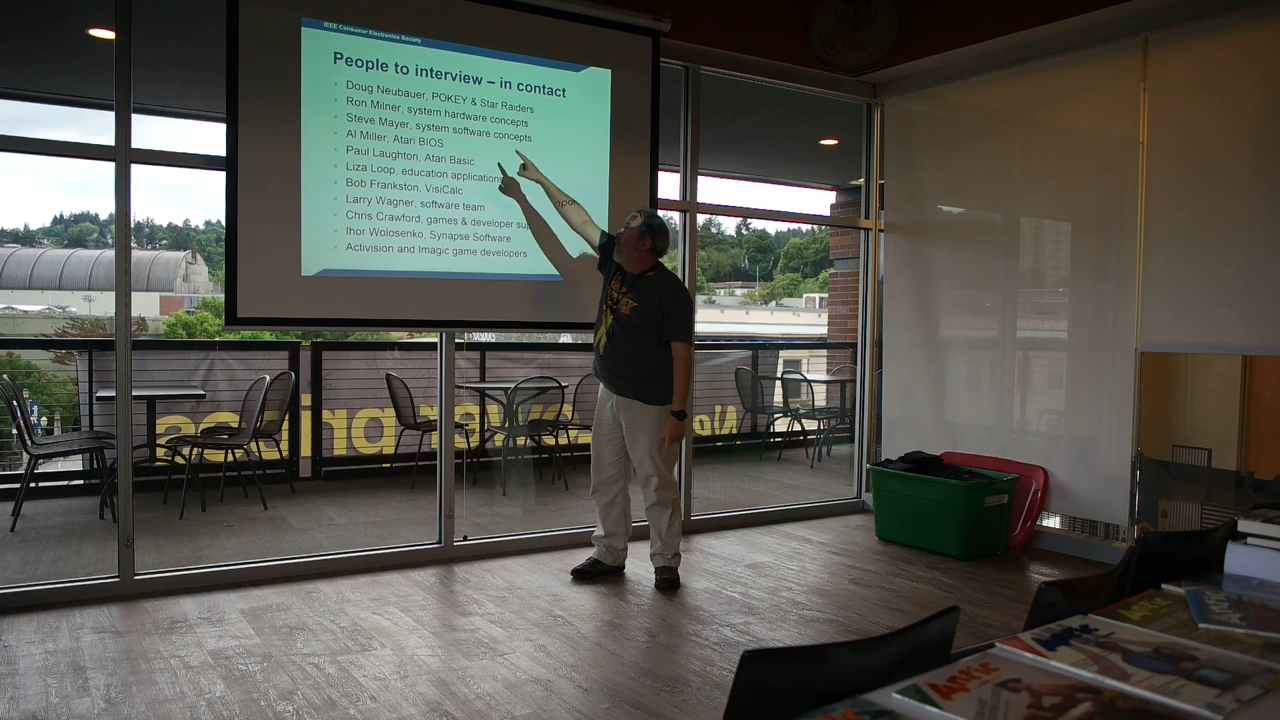 IEEE Consumer Electronics Society
People to interview – in contact
Doug Neubauer, POKEY & Star Raiders
Ron Milner, system hardware concepts
Steve Mayer, system software concepts
Al Miller, Atari BIOS
Paul Laughton, Atari Basic
Liza Loop, education applications
Bob Frankston, VisiCalc
Larry Wagner, software team
Chris Crawford, games & developer support
Ihor Wolosenko, Synapse Software
Activision and Imagic game developers
Antic
Antic
Antic